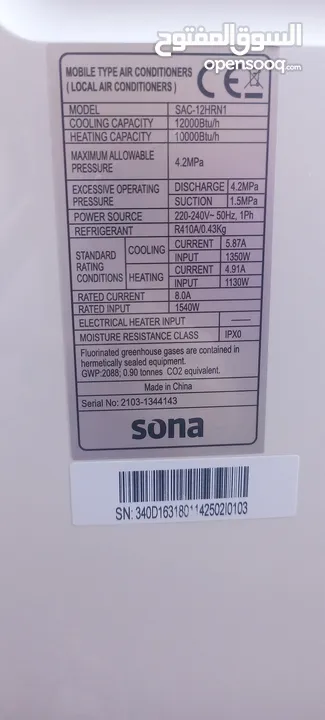 السوق المفتوح
opensooq.com
MOBILE TYPE AIR CONDITIONERS
( LOCAL AIR CONDITIONERS )
CE
MODEL SAC-12HRN1
COOLING CAPACITY 12000Btu/h
HEATING CAPACITY 10000Btu/h
MAXIMUM ALLOWABLE PRESSURE 4.2MPa
EXCESSIVE OPERATING PRESSURE DISCHARGE 4.2MPa
SUCTION 1.5MPa
POWER SOURCE 220-240V~ 50Hz, 1Ph
REFRIGERANT R410A/0.43Kg
STANDARD RATING CONDITIONS COOLING CURRENT 5.87A
INPUT 1350W
HEATING CURRENT 4.91A
INPUT 1130W
RATED CURRENT 8.0A
RATED INPUT 1540W
ELECTRICAL HEATER INPUT ——
MOISTURE RESISTANCE CLASS IPX0
Fluorinated greenhouse gases are contained in
hermetically sealed equipment.
GWP:2088; 0.90 tonnes CO2 equivalent.
Made in China
Serial No: 2103-1344143
sona
SN: 340D1631801142502I0103